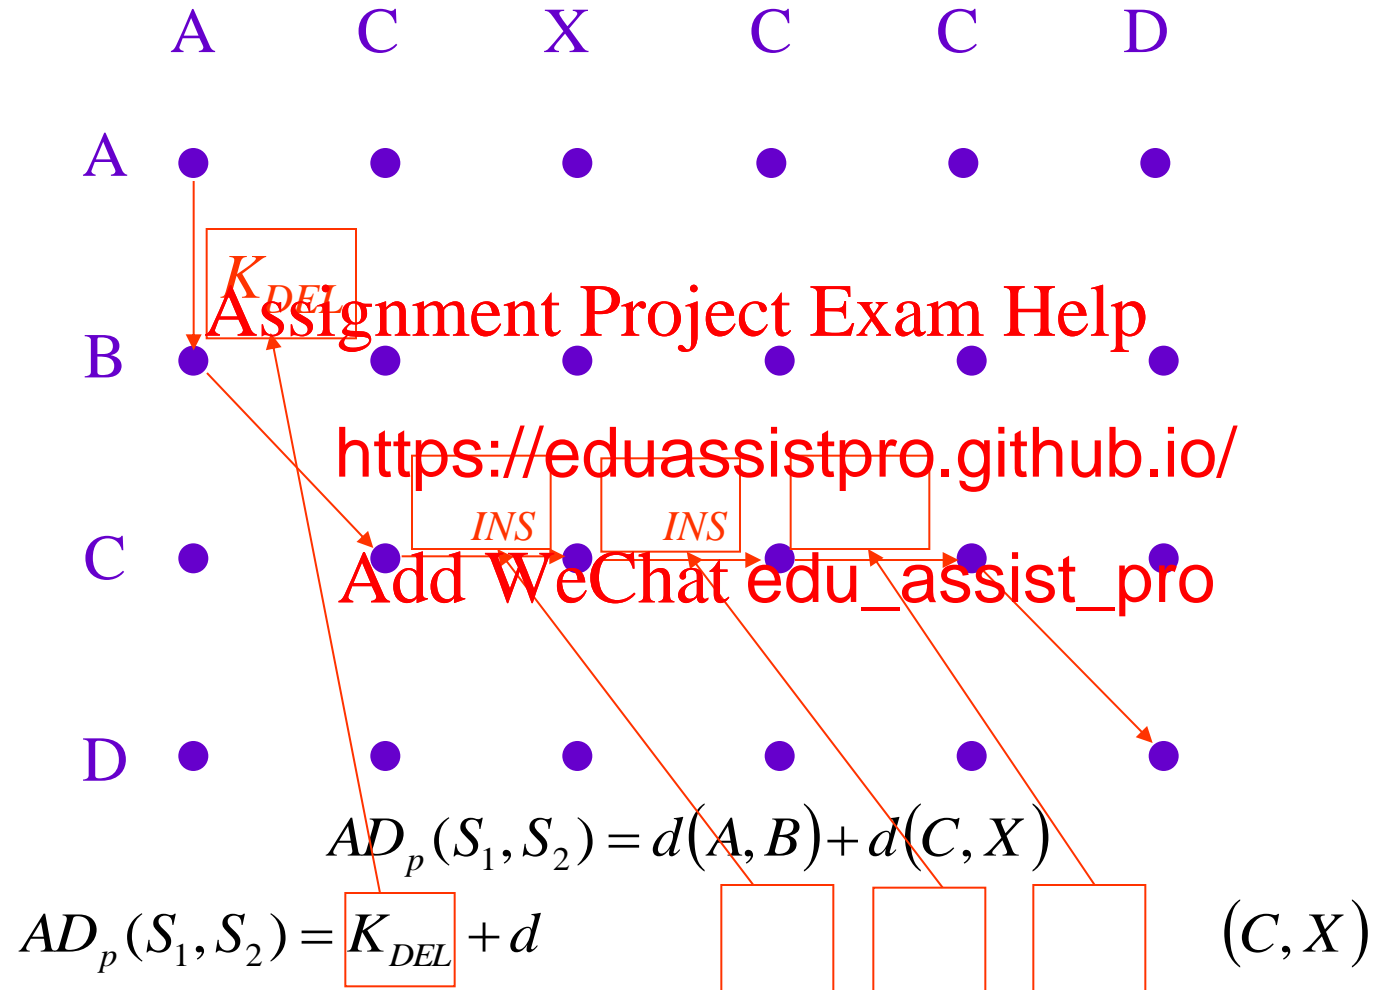 A C X C C D
A
K_DEL
Assignment Project Exam Help
B
https://eduassistpro.github.io/
INS INS
C
Add WeChat edu_assist_pro
D
AD_p(S_1, S_2) = d(A, B) + d(C, X)
AD_p(S_1, S_2) = K_DEL + d (C, X)